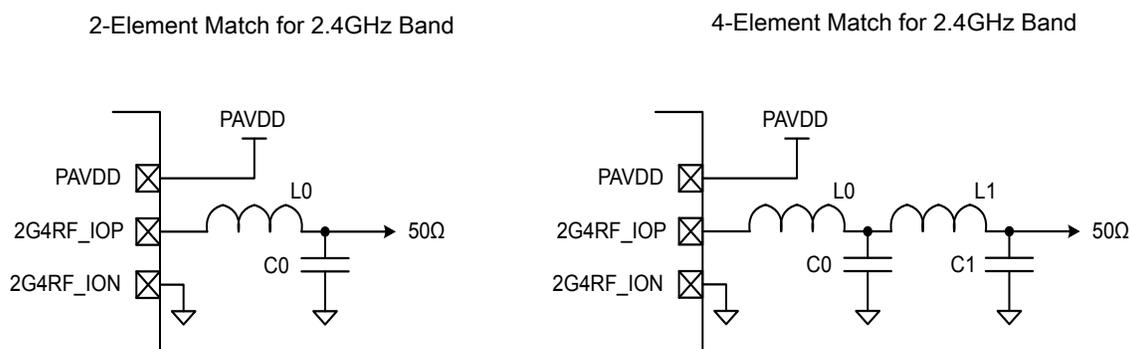 2-Element Match for 2.4GHz Band
PAVDD
PAVDD
L0
2G4RF_IOP
50Ω
C0
2G4RF_ION
4-Element Match for 2.4GHz Band
PAVDD
PAVDD
L0
L1
2G4RF_IOP
50Ω
C0
C1
2G4RF_ION